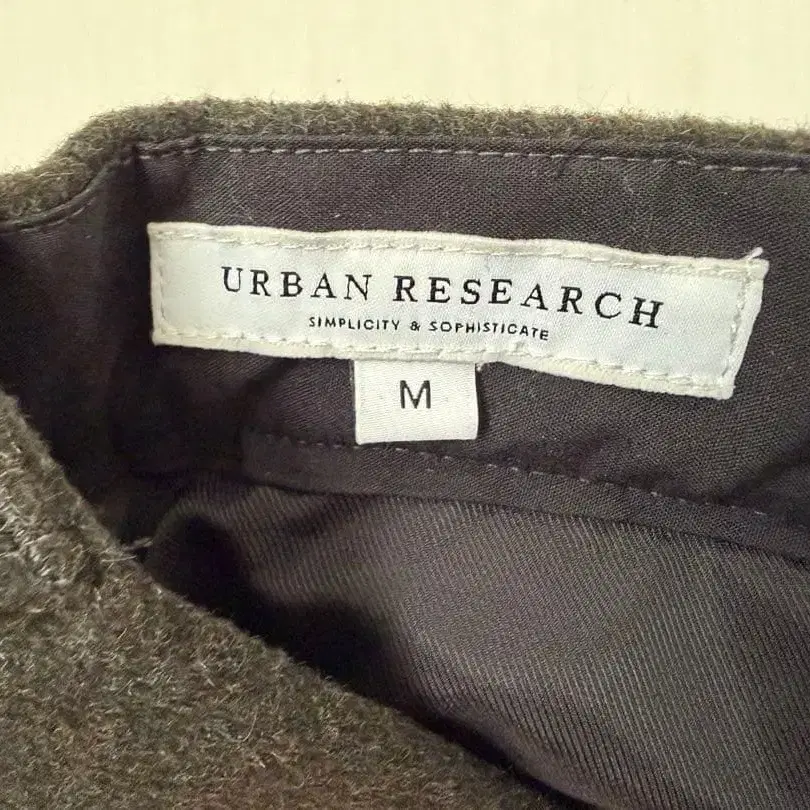 URBAN RESEARCH
SIMPLICITY & SOPHISTICATE
M